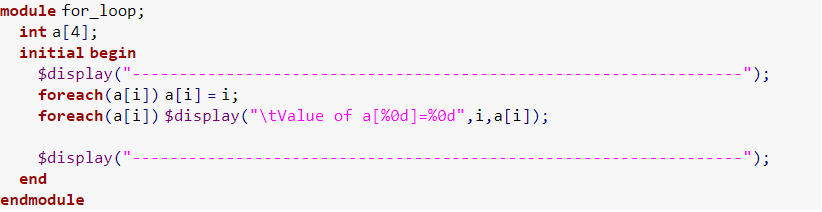 module for_loop;
  int a[4];
  initial begin
    $display("-----------------------------------------------------------------");
    foreach(a[i]) a[i] = i;
    foreach(a[i]) $display("\tValue of a[%0d]=%0d",i,a[i]);
    $display("-----------------------------------------------------------------");
  end
endmodule